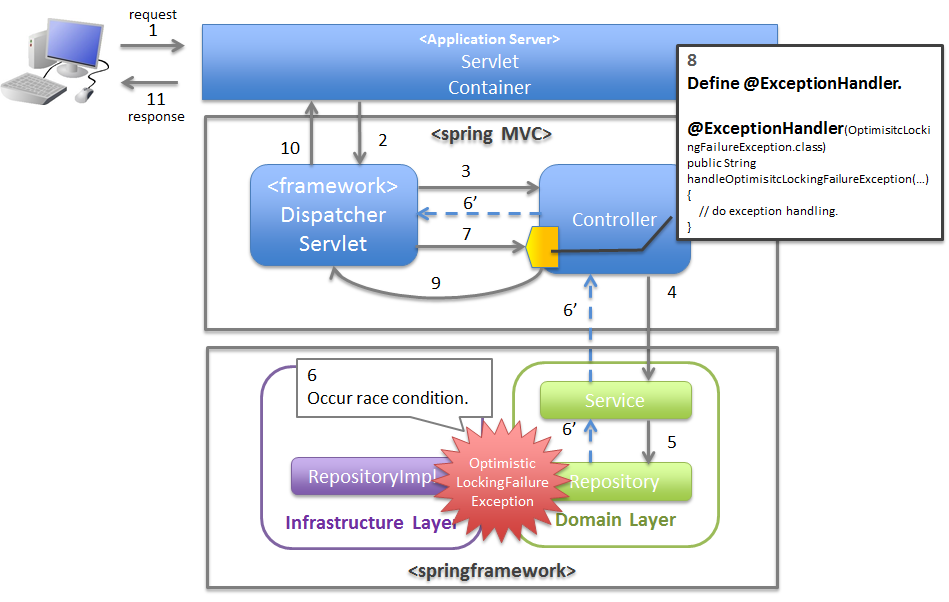 request
1
11
response
<Application Server>
Servlet
Container
8
Define @ExceptionHandler.
@ExceptionHandler(OptimisitcLocki
ngFailureException.class)
public String
handleOptimisitcLockingFailureException(...)
{
// do exception handling.
}
10
2
<spring MVC>
<framework>
Dispatcher
Servlet
3
6’
7
9
Controller
6’
4
6
Occur race condition.
Service
6’
5
RepositoryImpl
Optimistic
LockingFailure
Exception
Repository
Infrastructure Layer
Domain Layer
<springframework>